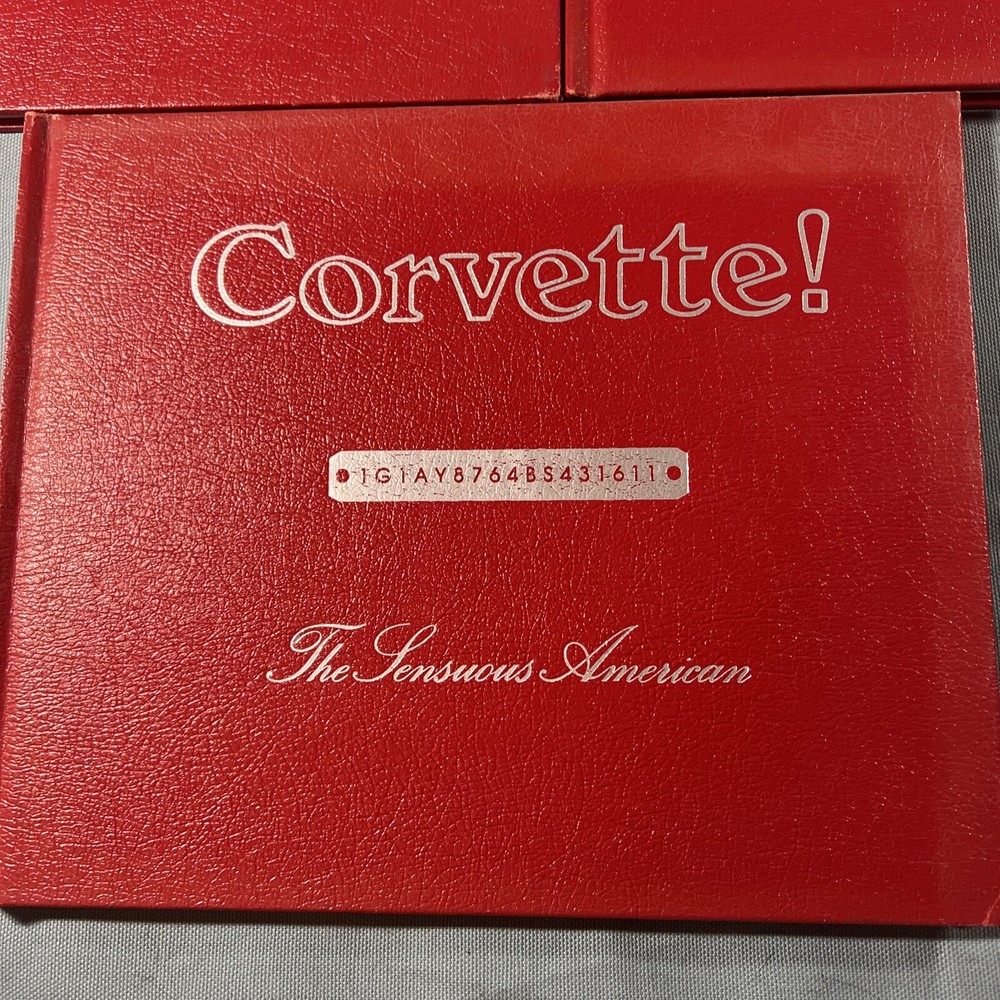 Corvette!
1G1AY8764BS431611
The Sensuous American